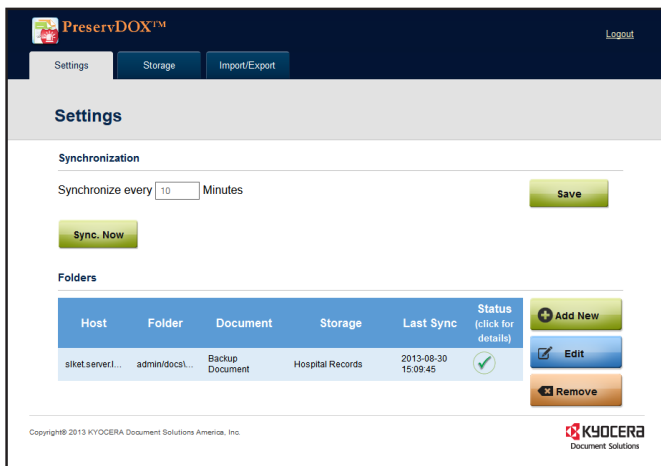 PreservDOX™
Logout
Settings
Storage
Import/Export
Settings
Synchronization
Synchronize every 10 Minutes
Save
Sync. Now
Folders
Host Folder Document Storage Last Sync Status (click for details)
slket.server.l... admin/docs\... Backup Document Hospital Records 2013-08-30 15:09:45
Add New
Edit
Remove
Copyright® 2013 KYOCERA Document Solutions America, Inc.
KYOCERA
Document Solutions